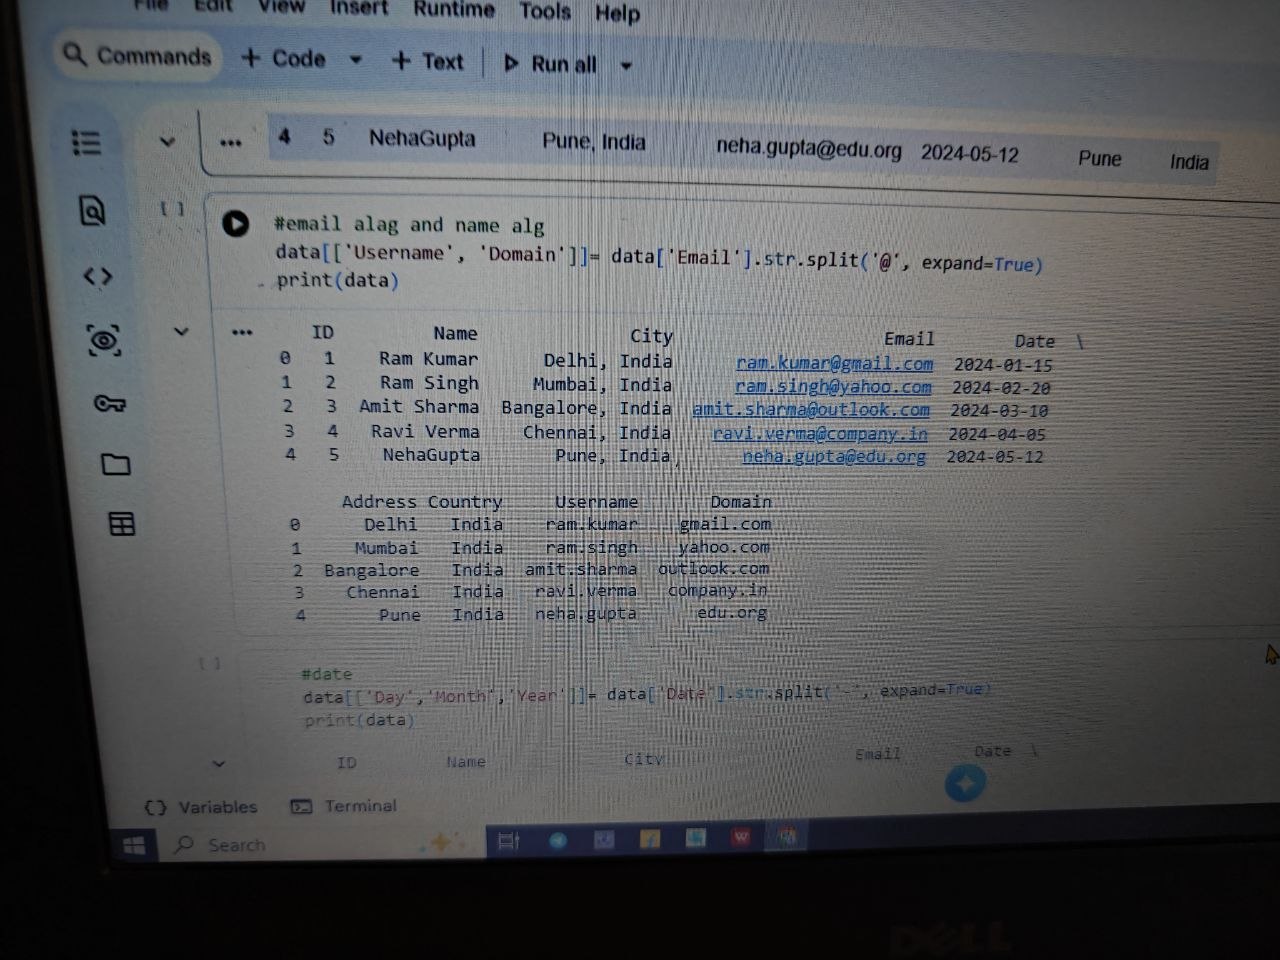 File Edit View Insert Runtime Tools Help
Commands + Code + Text Run all
4 5 NehaGupta Pune, India neha.gupta@edu.org 2024-05-12 Pune India
[ ]
#email alag and name alg
data[['Username', 'Domain']]= data['Email'].str.split('@', expand=True)
print(data)
ID Name City Email Date \
0 1 Ram Kumar Delhi, India ram.kumar@gmail.com 2024-01-15
1 2 Ram Singh Mumbai, India ram.singh@yahoo.com 2024-02-20
2 3 Amit Sharma Bangalore, India amit.sharma@outlook.com 2024-03-10
3 4 Ravi Verma Chennai, India ravi.verma@company.in 2024-04-05
4 5 NehaGupta Pune, India neha.gupta@edu.org 2024-05-12
Address Country Username Domain
0 Delhi India ram.kumar gmail.com
1 Mumbai India ram.singh yahoo.com
2 Bangalore India amit.sharma outlook.com
3 Chennai India ravi.verma company.in
4 Pune India neha.gupta edu.org
[ ]
#date
data[['Day','Month','Year']]= data['Date'].str.split('-', expand=True)
print(data)
ID Name City Email Date \
Variables Terminal
Search
DELL